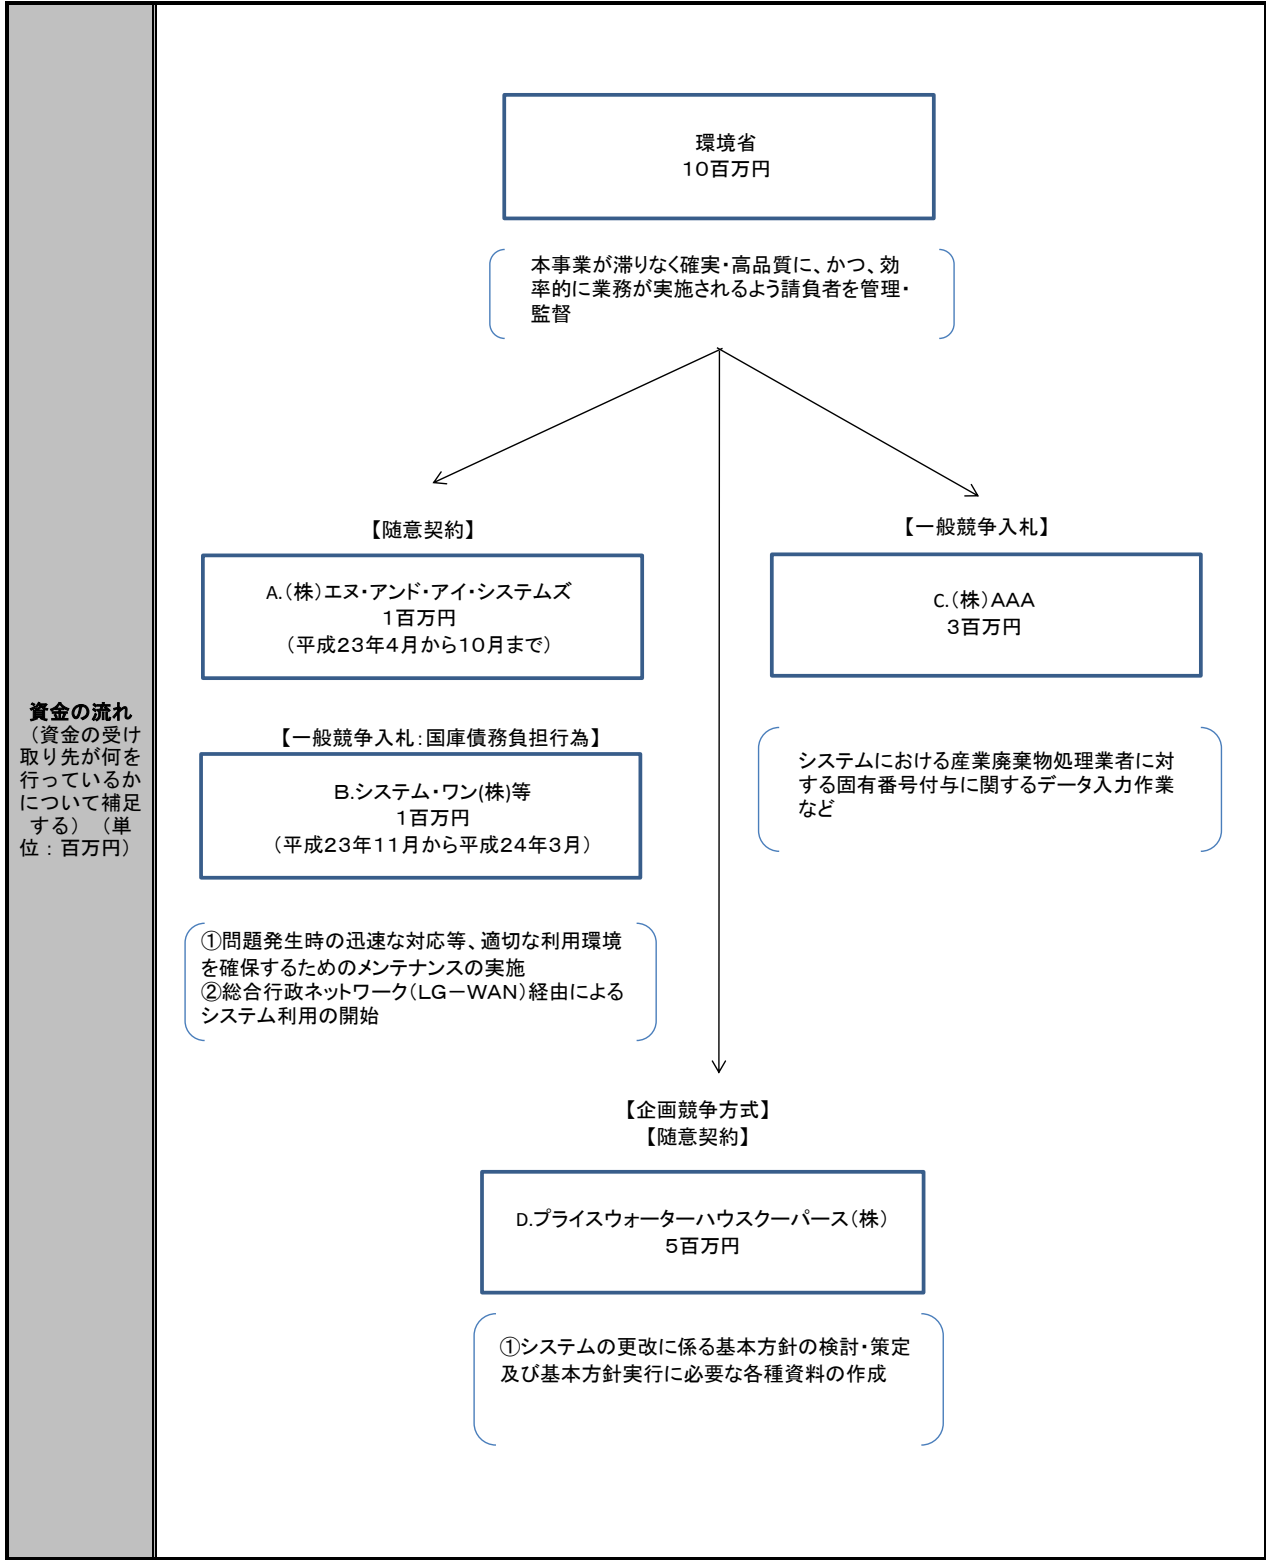 資金の流れ
（資金の受け
取り先が何を
行っているか
について補足
する）　（単
位：百万円）
環境省
１０百万円
本事業が滞りなく確実・高品質に、かつ、効
率的に業務が実施されるよう請負者を管理・
監督
【随意契約】
A.（株）エヌ・アンド・アイ・システムズ
１百万円
（平成２３年４月から１０月まで）
【一般競争入札：国庫債務負担行為】
Ｂ.システム・ワン(株)等
１百万円
（平成２３年１１月から平成２４年３月）
①問題発生時の迅速な対応等、適切な利用環境
を確保するためのメンテナンスの実施
②総合行政ネットワーク（ＬＧ－ＷＡＮ）経由による
システム利用の開始
【一般競争入札】
C.（株）ＡＡＡ
３百万円
システムにおける産業廃棄物処理業者に対
する固有番号付与に関するデータ入力作業
など
【企画競争方式】
【随意契約】
D.プライスウォーターハウスクーパース（株）
５百万円
①システムの更改に係る基本方針の検討・策定
及び基本方針実行に必要な各種資料の作成